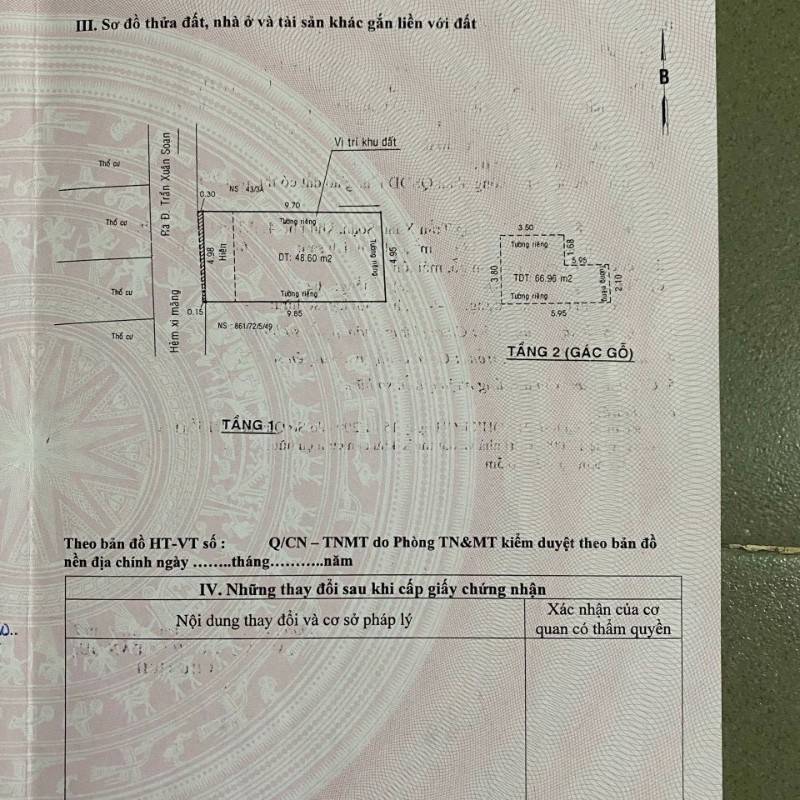 III. Sơ đồ thửa đất, nhà ở và tài sản khác gắn liền với đất
B
Vị trí khu đất
Thổ cư
Thổ cư
Thổ cư
Thổ cư
Ra Đ. Trần Xuân Soạn
Hẻm xi măng
0.30
NS : 43/3A
9.70
Tường riêng
4.98
Hiên
DT: 48.60 m2
Tường riêng
4.95
Tường riêng
0.15
9.85
NS : 861/72/5/49
TẦNG 1
3.50
Tường riêng
1.68
5.95
3.80
TDT: 66.96 m2
Tường riêng
2.10
Tường riêng
5.95
TẦNG 2 (GÁC GỖ)
Theo bản đồ HT-VT số : Q/CN – TNMT do Phòng TN&MT kiểm duyệt theo bản đồ
nền địa chính ngày ........tháng...........năm
IV. Những thay đổi sau khi cấp giấy chứng nhận
Nội dung thay đổi và cơ sở pháp lý
Xác nhận của cơ
quan có thẩm quyền